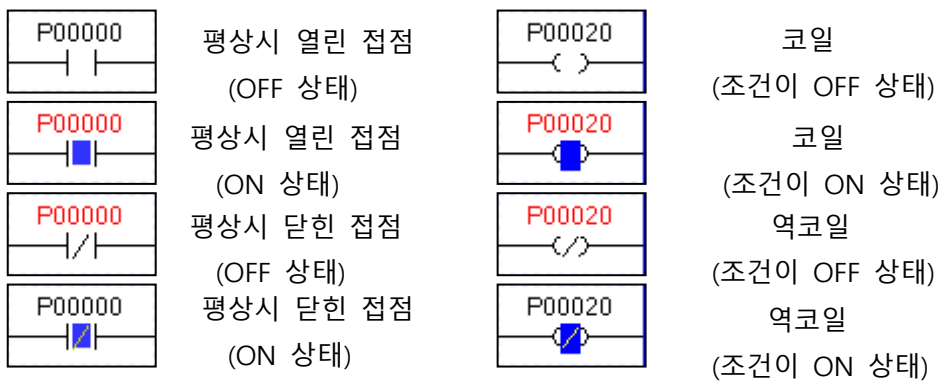 P00000
평상시 열린 접점
(OFF 상태)
P00020
코일
(조건이 OFF 상태)
P00000
평상시 열린 접점
(ON 상태)
P00020
코일
(조건이 ON 상태)
P00000
평상시 닫힌 접점
(OFF 상태)
P00020
역코일
(조건이 OFF 상태)
P00000
평상시 닫힌 접점
(ON 상태)
P00020
역코일
(조건이 ON 상태)